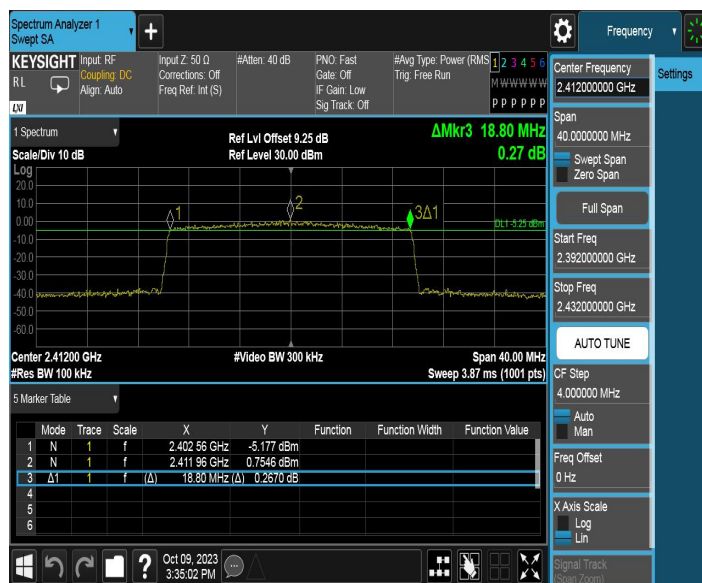 Spectrum Analyzer 1
Swept SA
Frequency
KEYSIGHT
R L
LXI
Input: RF
Coupling: DC
Align: Auto
Input Z: 50 Ω
Corrections: Off
Freq Ref: Int (S)
#Atten: 40 dB
PNO: Fast
Gate: Off
IF Gain: Low
Sig Track: Off
#Avg Type: Power (RMS
Trig: Free Run
1 2 3 4 5 6
M W W W W W
P P P P P P
1 Spectrum
Scale/Div 10 dB
Ref Lvl Offset 9.25 dB
Ref Level 30.00 dBm
ΔMkr3 18.80 MHz
0.27 dB
Log
20.0
10.0
0.00
-10.0
-20.0
-30.0
-40.0
-50.0
-60.0
1
2
3Δ1
DL1 -5.25 dBm
Center 2.41200 GHz
#Video BW 300 kHz
Span 40.00 MHz
#Res BW 100 kHz
Sweep 3.87 ms (1001 pts)
5 Marker Table
Mode Trace Scale X Y Function Function Width Function Value
1 N 1 f 2.402 56 GHz -5.177 dBm
2 N 1 f 2.411 96 GHz 0.7546 dBm
3 Δ1 1 f (Δ) 18.80 MHz (Δ) 0.2670 dB
4
5
6
Oct 09, 2023
3:35:02 PM
Center Frequency
2.412000000 GHz
Settings
Span
40.0000000 MHz
Swept Span
Zero Span
Full Span
Start Freq
2.392000000 GHz
Stop Freq
2.432000000 GHz
AUTO TUNE
CF Step
4.000000 MHz
Auto
Man
Freq Offset
0 Hz
X Axis Scale
Log
Lin
Signal Track
(Span Zoom)